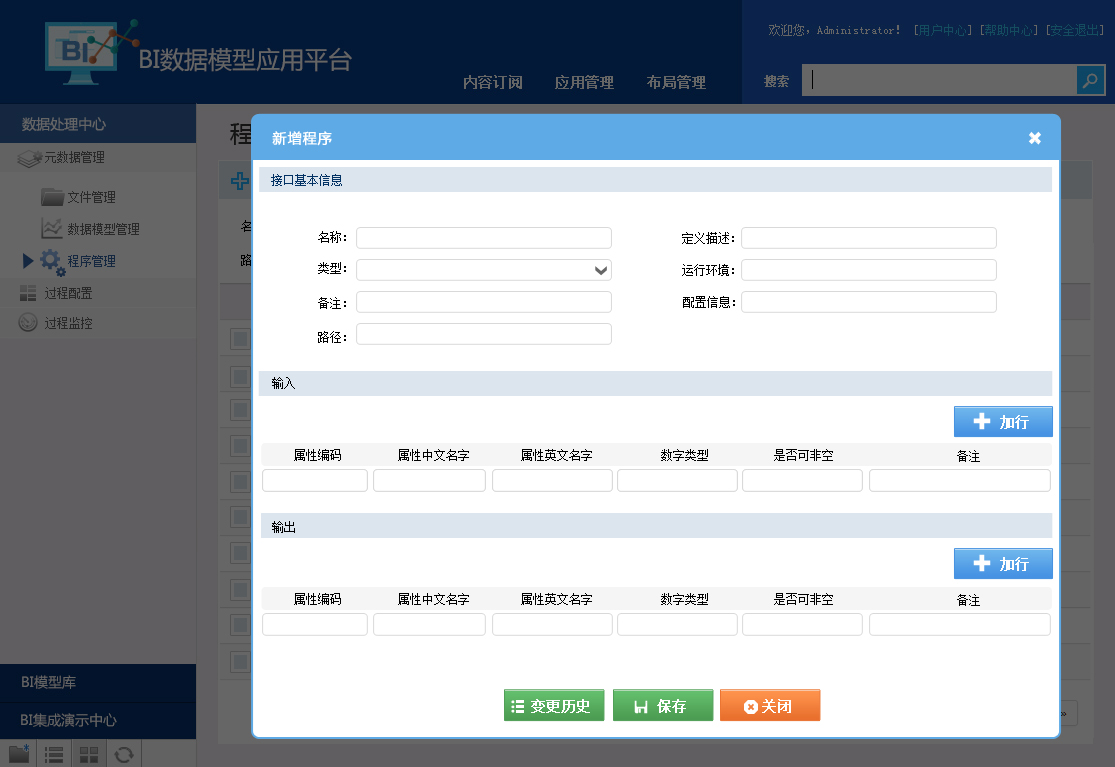 欢迎您，Administrator！ [用户中心] [帮助中心] [安全退出]
BI
BI数据模型应用平台
内容订阅 应用管理 布局管理 搜索
数据处理中心
元数据管理
文件管理
数据模型管理
程序管理
过程配置
过程监控
BI模型库
BI集成演示中心
程
名
路
新增程序
接口基本信息
名称： 定义描述：
类型： 运行环境：
备注： 配置信息：
路径：
输入
加行
属性编码 属性中文名字 属性英文名字 数字类型 是否可非空 备注
输出
加行
属性编码 属性中文名字 属性英文名字 数字类型 是否可非空 备注
变更历史 保存 关闭
»